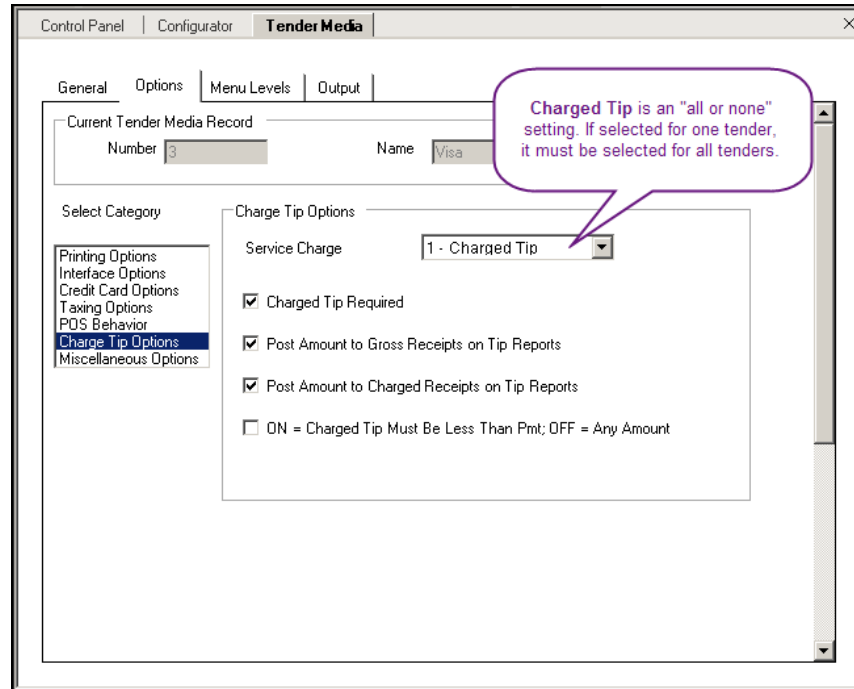 Control Panel
Configurator
Tender Media
General
Options
Menu Levels
Output
Charged Tip is an "all or none"
setting. If selected for one tender,
it must be selected for all tenders.
Current Tender Media Record
Number 3
Name Visa
Select Category
Printing Options
Interface Options
Credit Card Options
Taxing Options
POS Behavior
Charge Tip Options
Miscellaneous Options
Charge Tip Options
Service Charge 1 - Charged Tip
Charged Tip Required
Post Amount to Gross Receipts on Tip Reports
Post Amount to Charged Receipts on Tip Reports
ON = Charged Tip Must Be Less Than Pmt; OFF = Any Amount